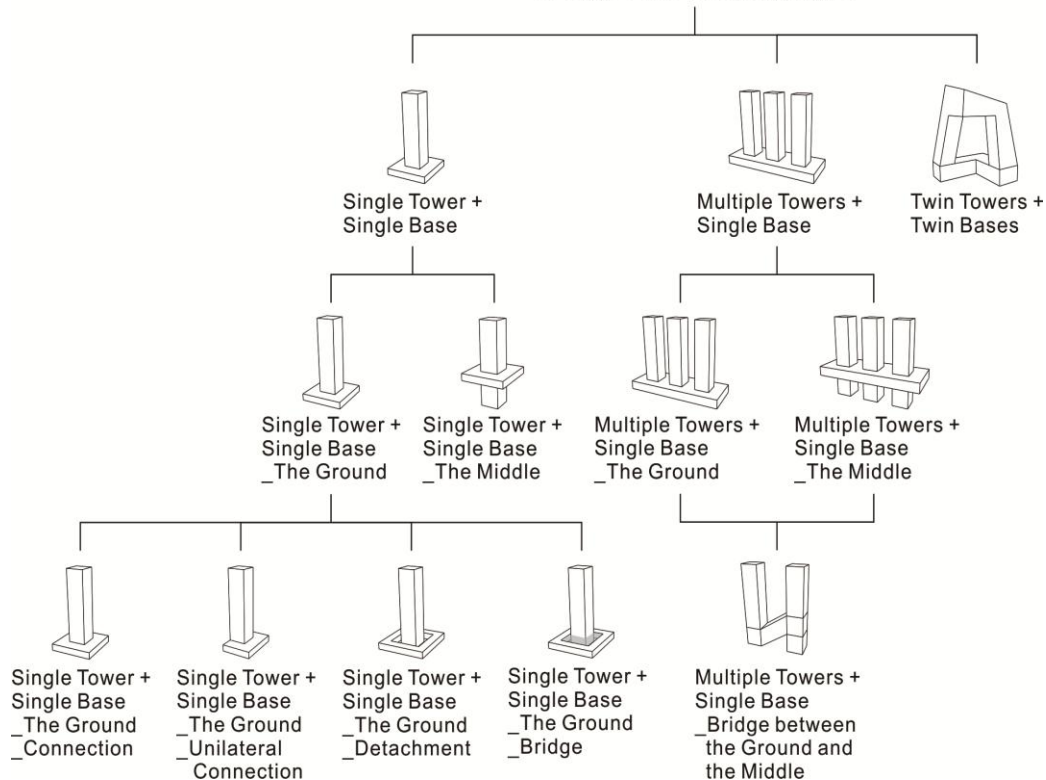 Single Tower +
Single Base
Multiple Towers +
Single Base
Twin Towers +
Twin Bases
Single Tower +
Single Base
_The Ground
Single Tower +
Single Base
_The Middle
Multiple Towers +
Single Base
_The Ground
Multiple Towers +
Single Base
_The Middle
Single Tower +
Single Base
_The Ground
_Connection
Single Tower +
Single Base
_The Ground
_Unilateral
Connection
Single Tower +
Single Base
_The Ground
_Detachment
Single Tower +
Single Base
_The Ground
_Bridge
Multiple Towers +
Single Base
_Bridge between
the Ground and
the Middle